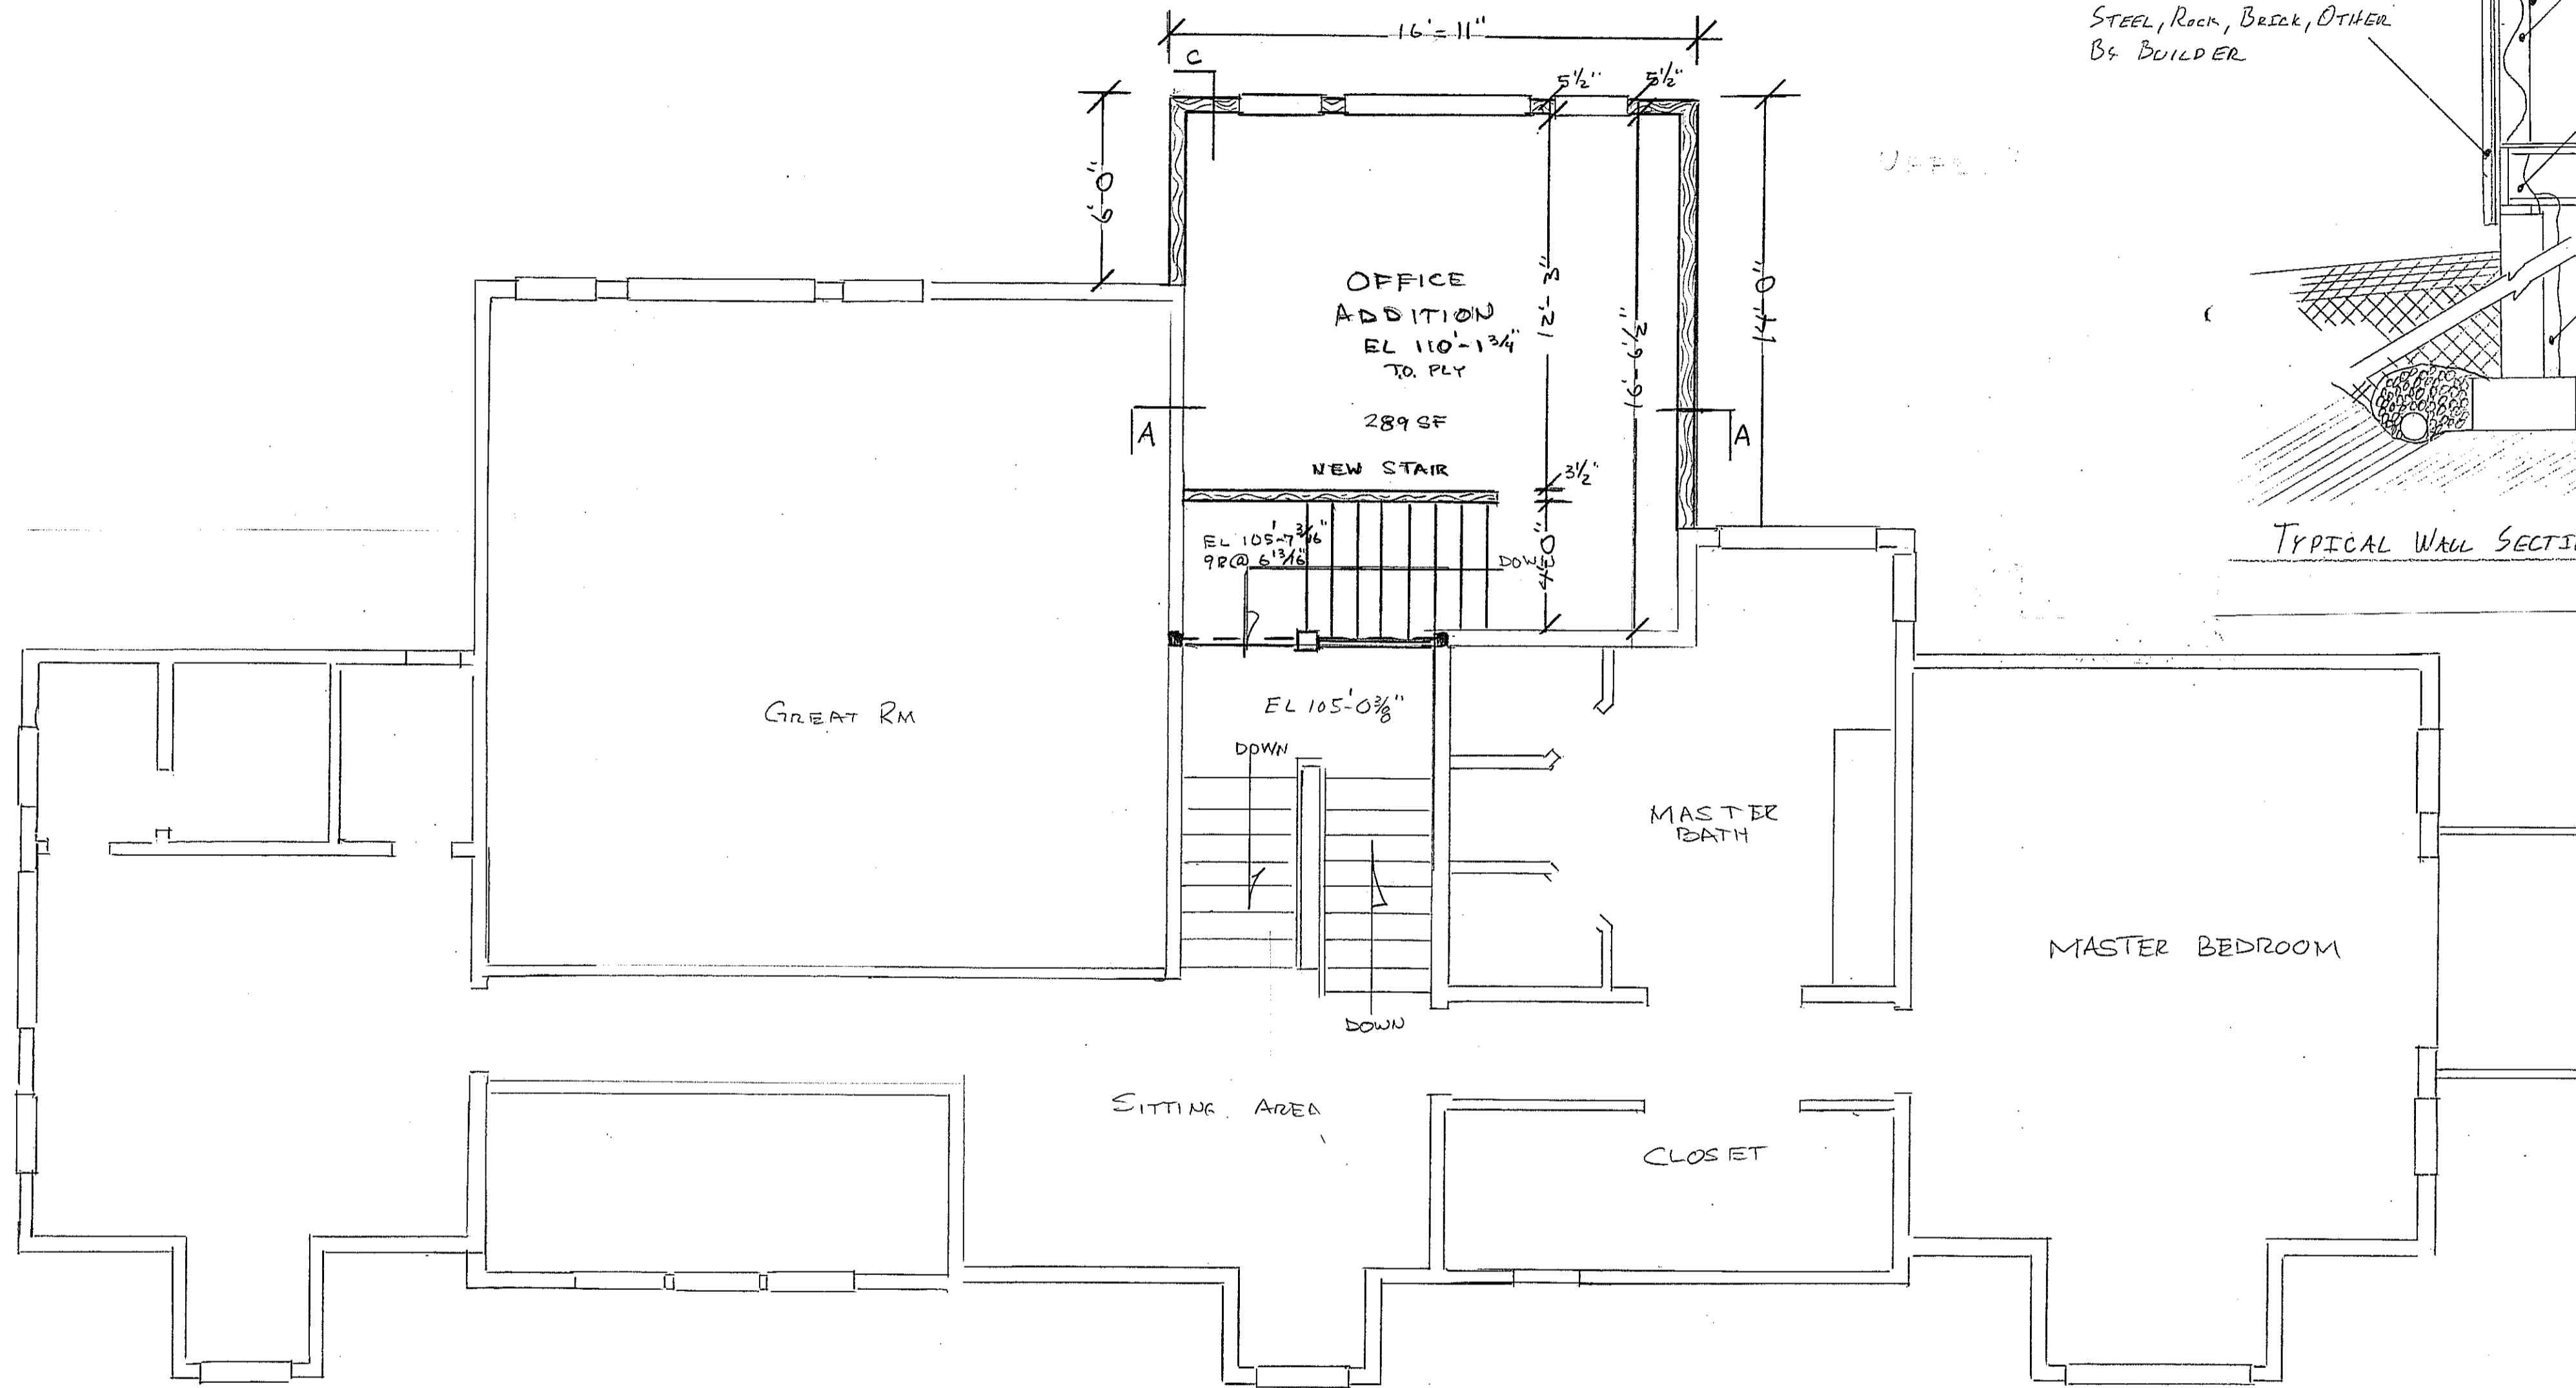 16'-11"
STEEL, ROCK, BRICK, OTHER
BY BUILDER
C
5½"
5½"
6'-0"
OFFICE
ADDITION
EL 110'-1¾"
T.O. PLY
289 SF
12'-3"
16'-6½"
14'-0"
A
A
NEW STAIR
3½"
EL 105'-7 3/16"
9R @ 6 13/16"
DOWN
4'-0"
TYPICAL WALL SECTI
GREAT RM
EL 105'-0⅜"
DOWN
MASTER
BATH
MASTER BEDROOM
DOWN
SITTING AREA
CLOSET